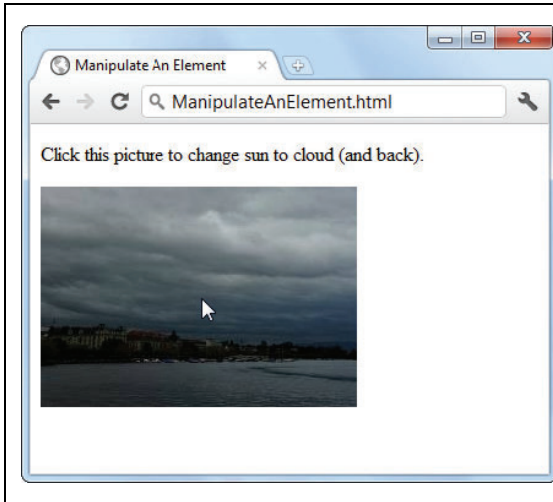 Manipulate An Element
ManipulateAnElement.html
Click this picture to change sun to cloud (and back).